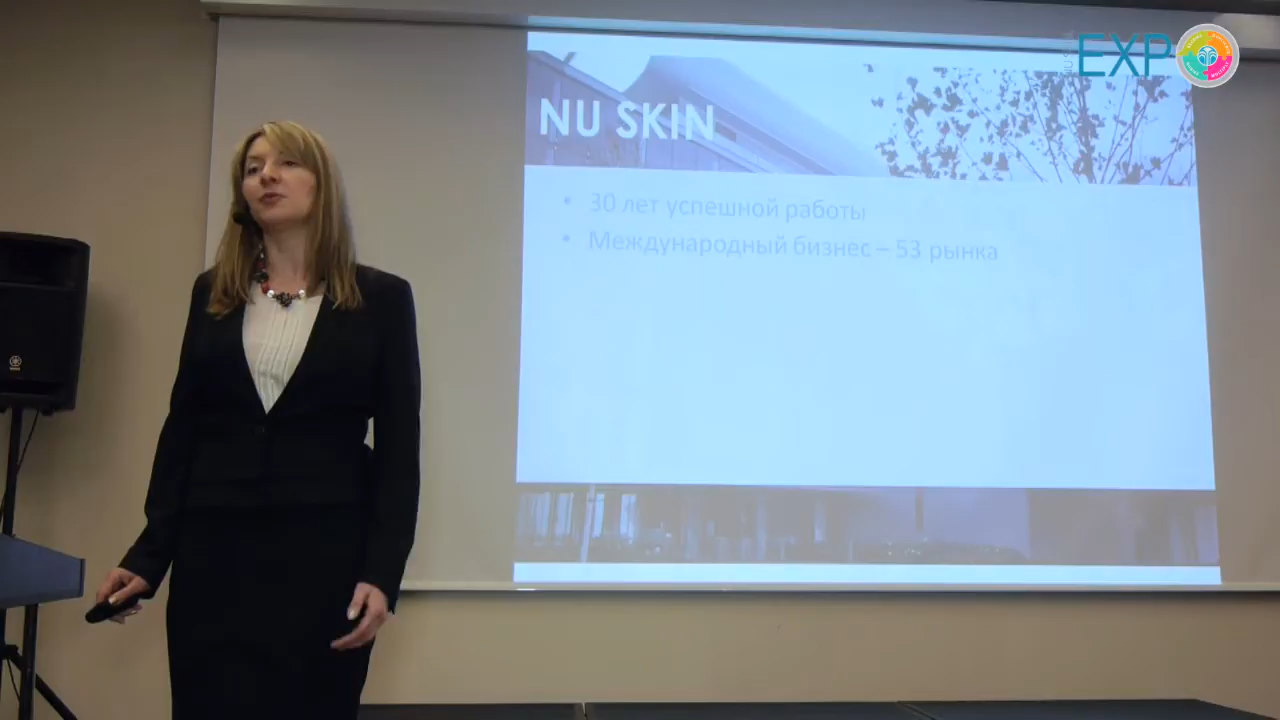 EXP
NU SKIN
• 30 лет успешной работы
• Международный бизнес – 53 рынка